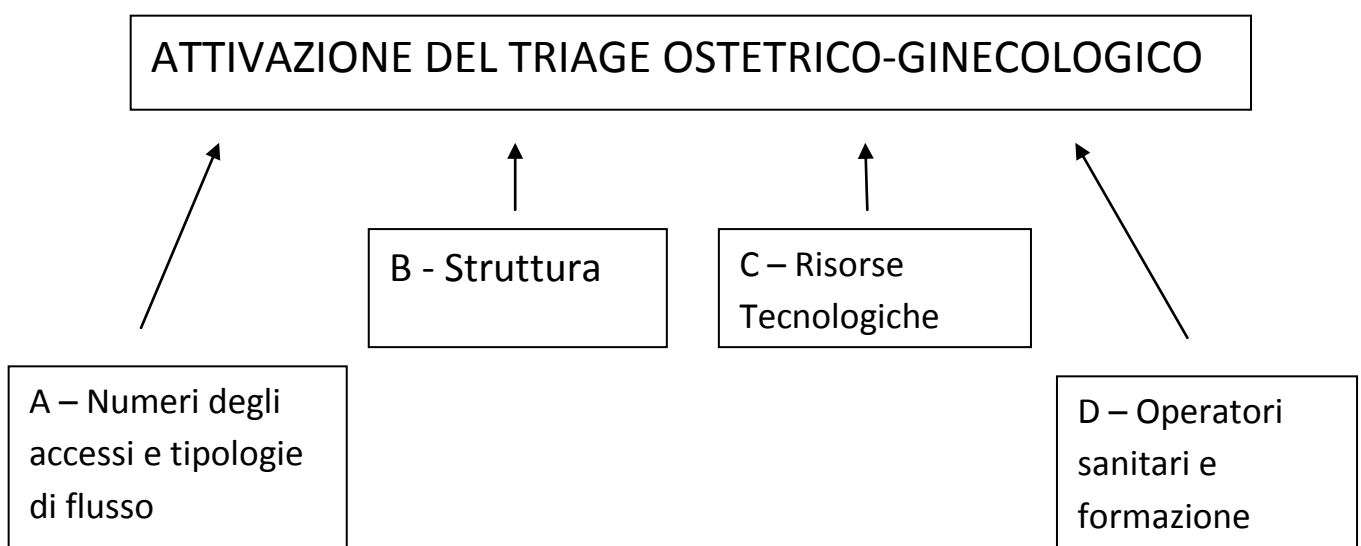 ATTIVAZIONE DEL TRIAGE OSTETRICO-GINECOLOGICO
B - Struttura
C – Risorse
Tecnologiche
A – Numeri degli
accessi e tipologie
di flusso
D – Operatori
sanitari e
formazione